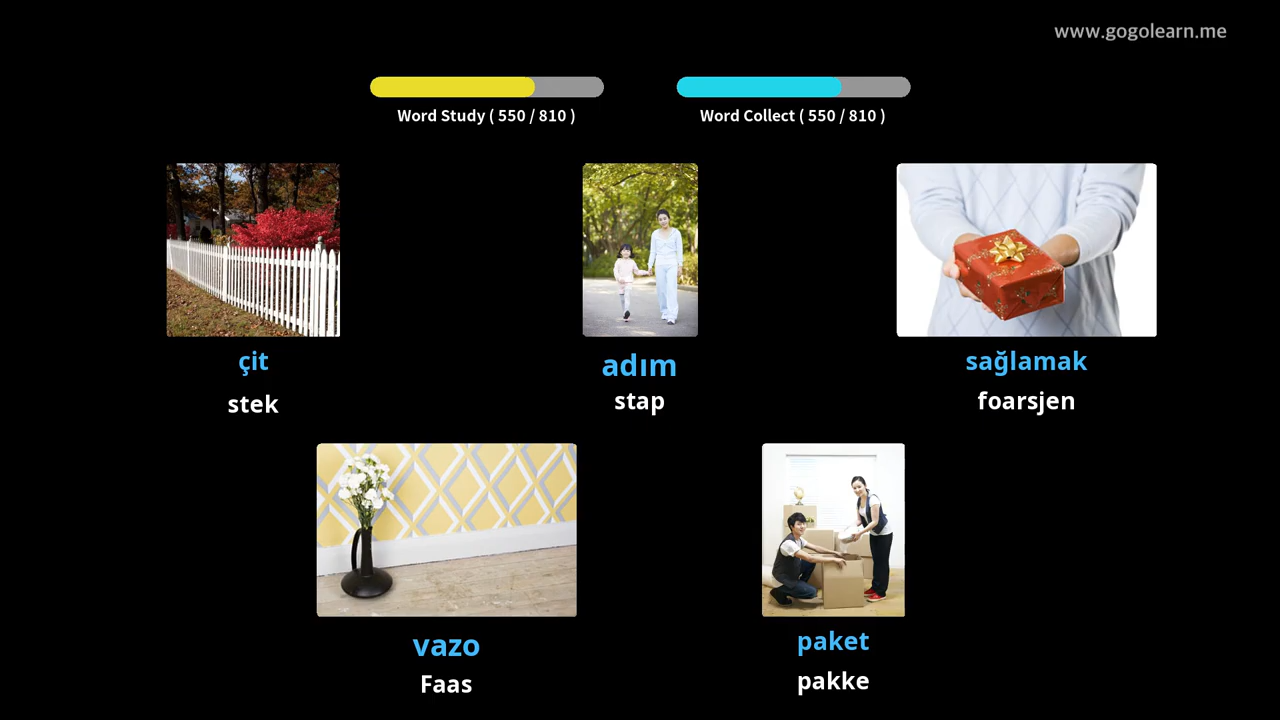 www.gogolearn.me
Word Study ( 550 / 810 )
Word Collect ( 550 / 810 )
çit
stek
adım
stap
sağlamak
foarsjen
vazo
Faas
paket
pakke